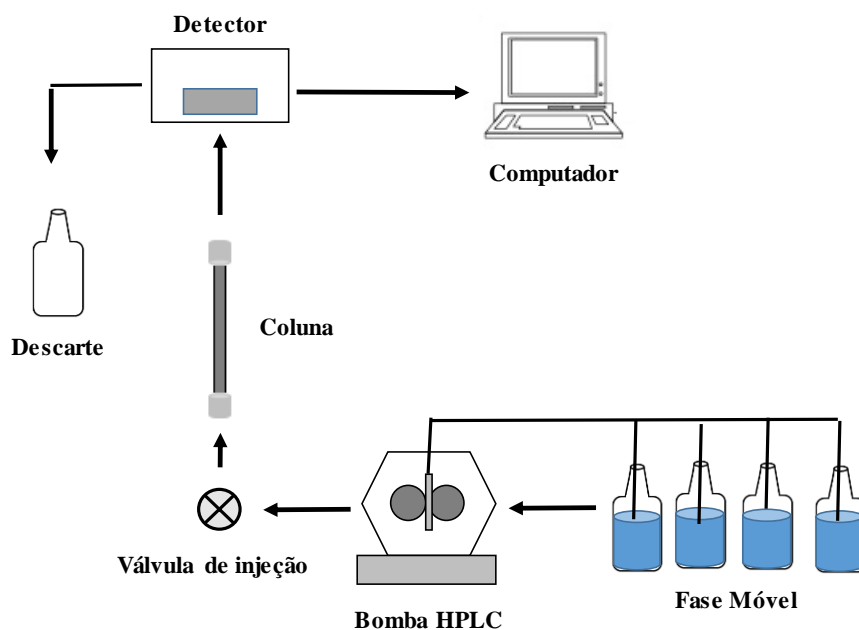 Detector
Computador
Descarte
Coluna
Válvula de injeção
Bomba HPLC
Fase Móvel